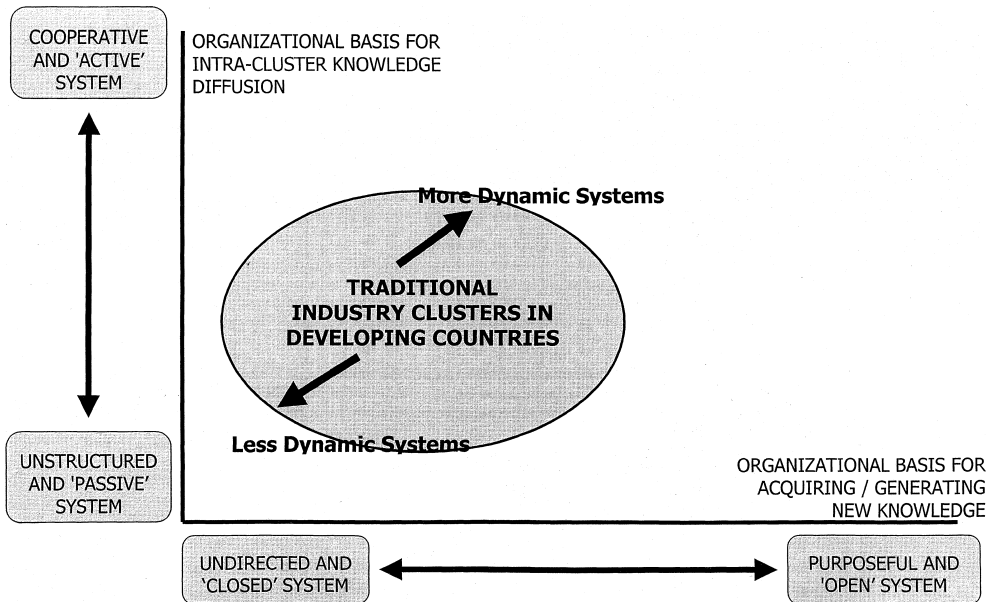 COOPERATIVE
AND 'ACTIVE'
SYSTEM
ORGANIZATIONAL BASIS FOR
INTRA-CLUSTER KNOWLEDGE
DIFFUSION
More Dynamic Systems
TRADITIONAL
INDUSTRY CLUSTERS IN
DEVELOPING COUNTRIES
Less Dynamic Systems
UNSTRUCTURED
AND 'PASSIVE'
SYSTEM
ORGANIZATIONAL BASIS FOR
ACQUIRING / GENERATING
NEW KNOWLEDGE
UNDIRECTED AND
'CLOSED' SYSTEM
PURPOSEFUL AND
'OPEN' SYSTEM